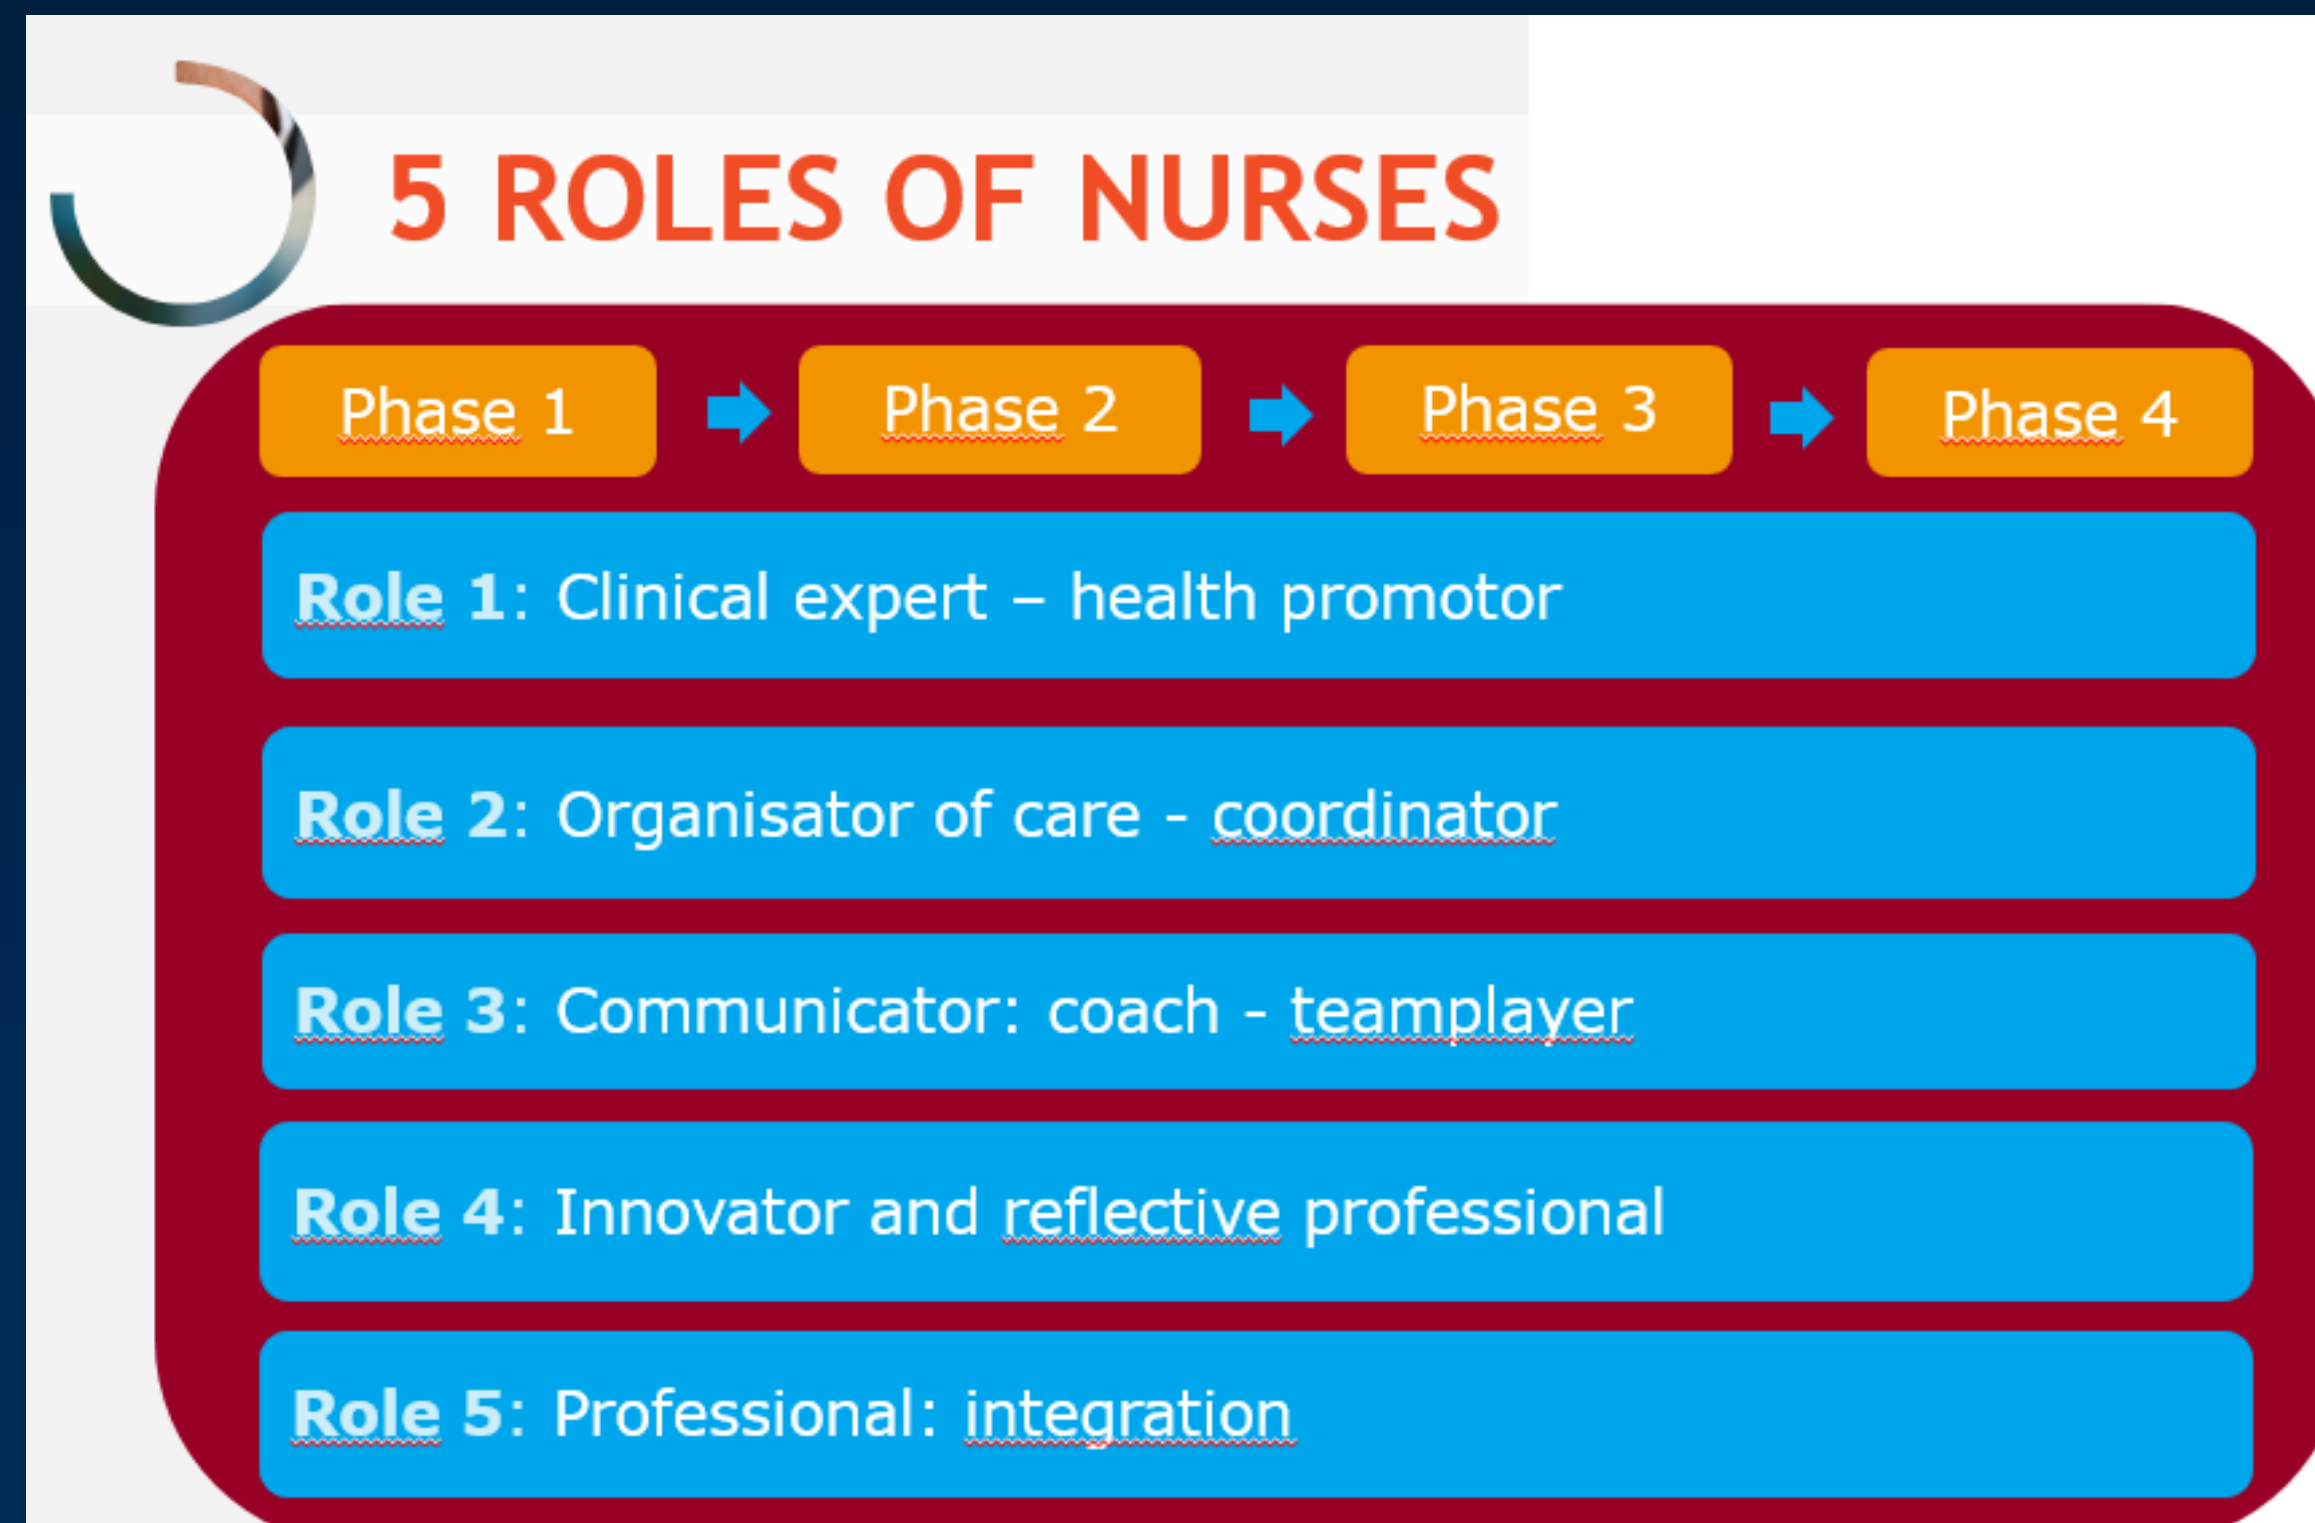 5 ROLES OF NURSES
Phase 1
Phase 2
Phase 3
Phase 4
Role 1: Clinical expert – health promotor
Role 2: Organisator of care - coordinator
Role 3: Communicator: coach - teamplayer
Role 4: Innovator and reflective professional
Role 5: Professional: integration